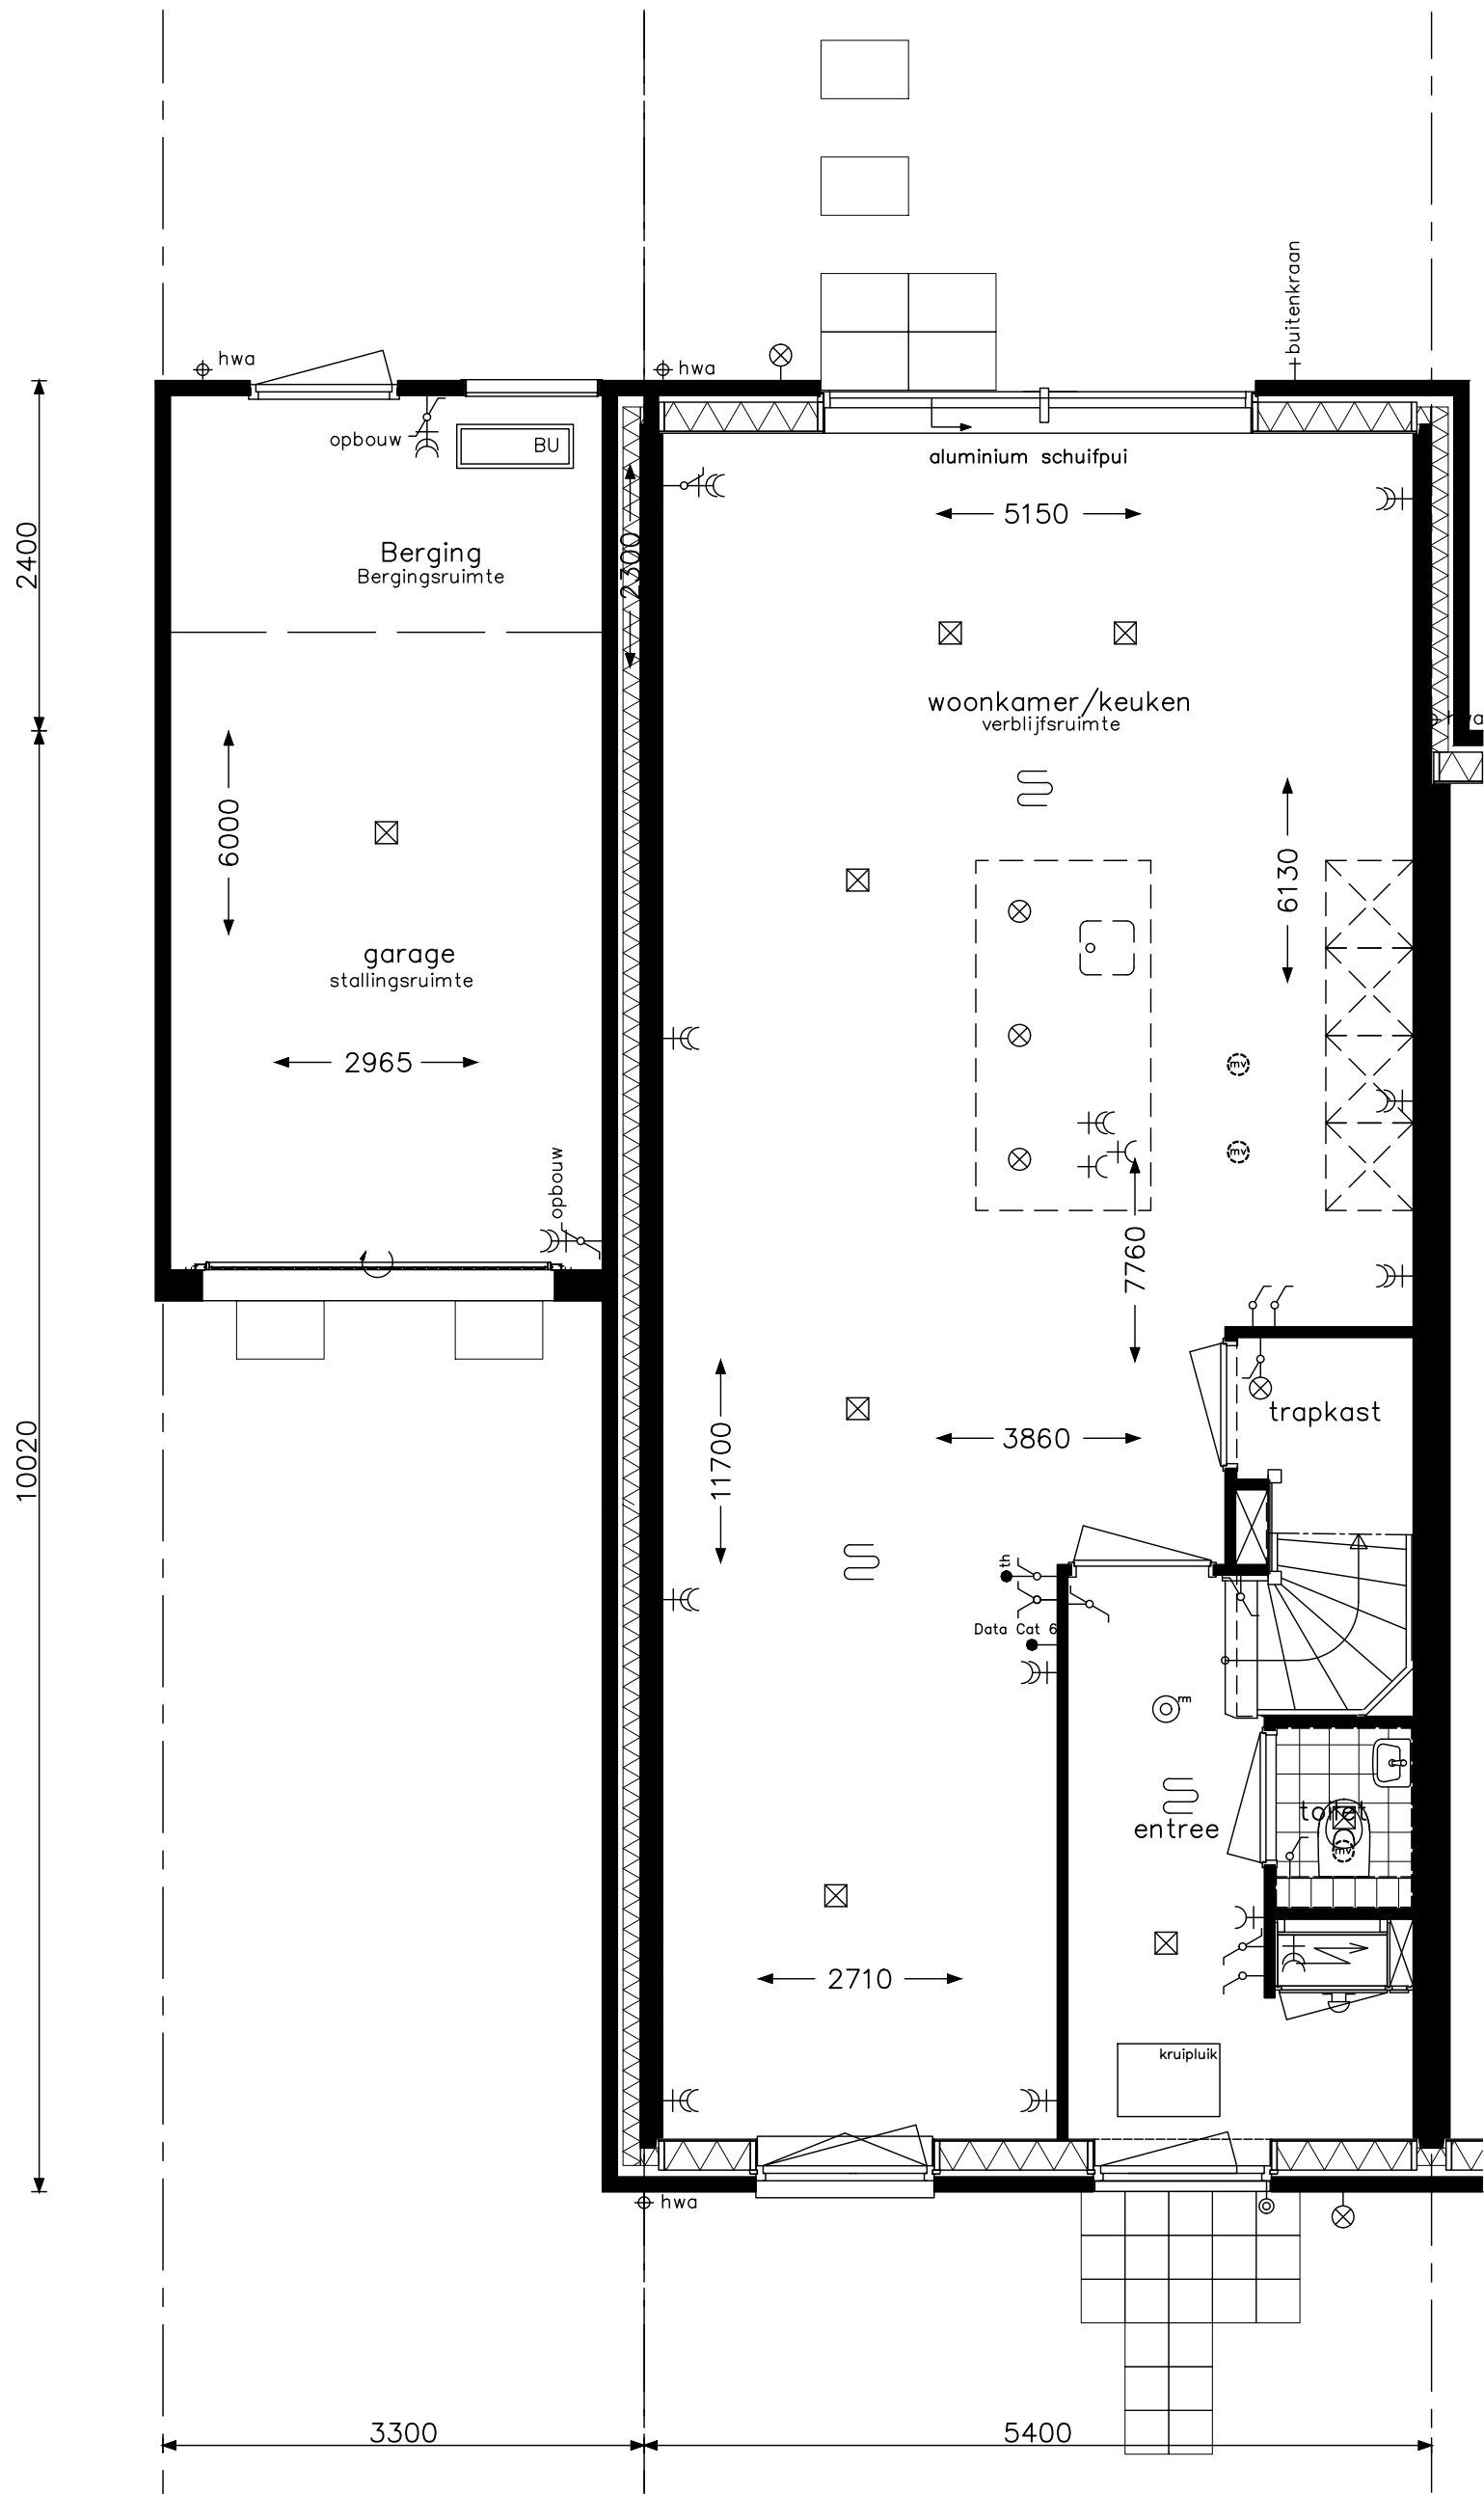 buitenkraan
hwa
hwa
opbouw
BU
aluminium schuifpui
5150
2400
Berging
Bergingsruimte
2300
woonkamer/keuken
verblijfsruimte
hwa
6000
6130
garage
stallingsruimte
2965
mv
mv
opbouw
7760
trapkast
10020
11700
3860
th
Data Cat 6
rm
toilet
entree
mv
2710
kruipluik
hwa
3300
5400